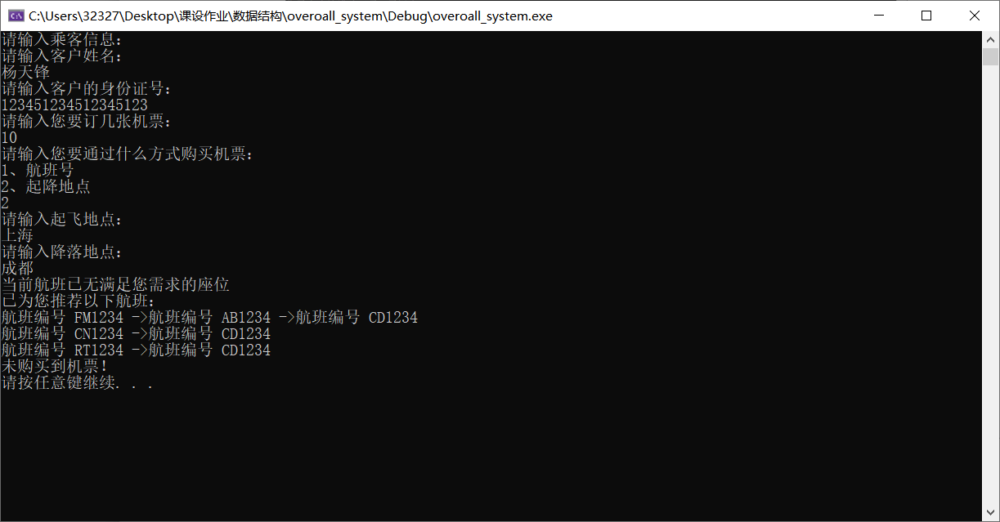 C:\Users\32327\Desktop\课设作业\数据结构\overoall_system\Debug\overoall_system.exe
请输入乘客信息:
请输入客户姓名:
杨天锋
请输入客户的身份证号:
123451234512345123
请输入您要订几张机票:
10
请输入您要通过什么方式购买机票:
1、航班号
2、起降地点
2
请输入起飞地点:
上海
请输入降落地点:
成都
当前航班已无满足您需求的座位
已为您推荐以下航班:
航班编号 FM1234 ->航班编号 AB1234 ->航班编号 CD1234
航班编号 CN1234 ->航班编号 CD1234
航班编号 RT1234 ->航班编号 CD1234
未购买到机票!
请按任意键继续. . .